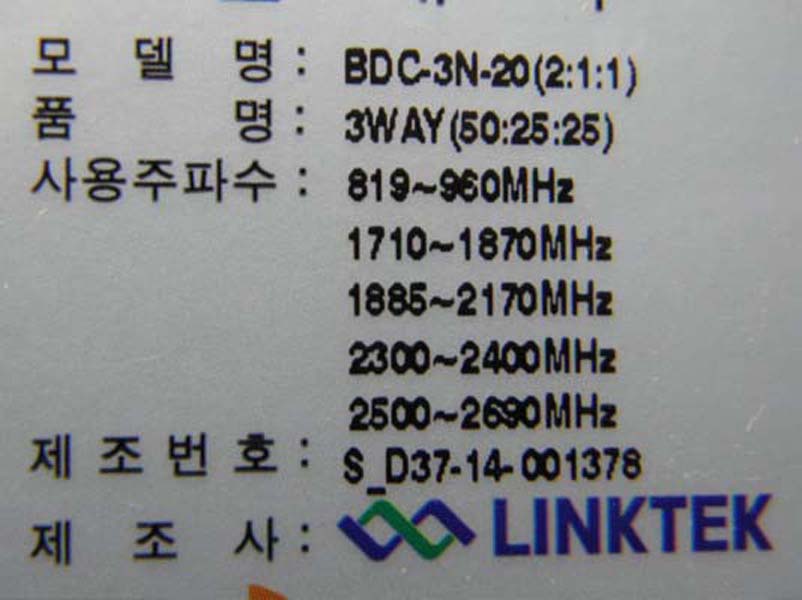 모 델 명 : BDC-3N-20(2:1:1)
품 명 : 3WAY(50:25:25)
사용주파수 : 819~960MHz
1710~1870MHz
1885~2170MHz
2300~2400MHz
2500~2690MHz
제 조 번 호 : S_D37-14-001378
제 조 사 : LINKTEK